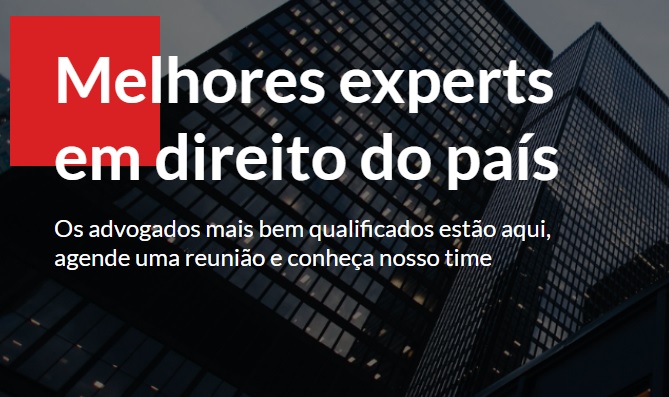 Melhores experts
em direito do país
Os advogados mais bem qualificados estão aqui,
agende uma reunião e conheça nosso time